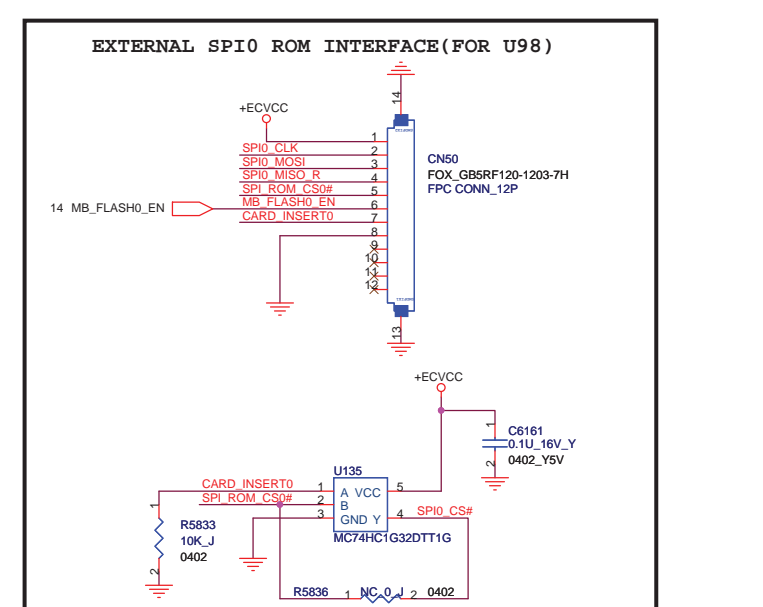 EXTERNAL SPI0 ROM INTERFACE(FOR U98)
14
+ECVCC
1
SPI0_CLK 2
SPI0_MOSI 3
SPI0_MISO_R 4
SPI_ROM_CS0# 5
14 MB_FLASH0_EN MB_FLASH0_EN 6
CARD_INSERT0 7
8
9
10
11
12
CN50
FOX_GB5RF120-1203-7H
FPC CONN_12P
13
+ECVCC
1
C6161
0.1U_16V_Y
2 0402_Y5V
U135
CARD_INSERT0 1 A VCC 5
SPI_ROM_CS0# 2 B
3 GND Y 4 SPI0_CS#
MC74HC1G32DTT1G
1
R5833
10K_J
0402
2
R5836 1 NC_0_J 2 0402